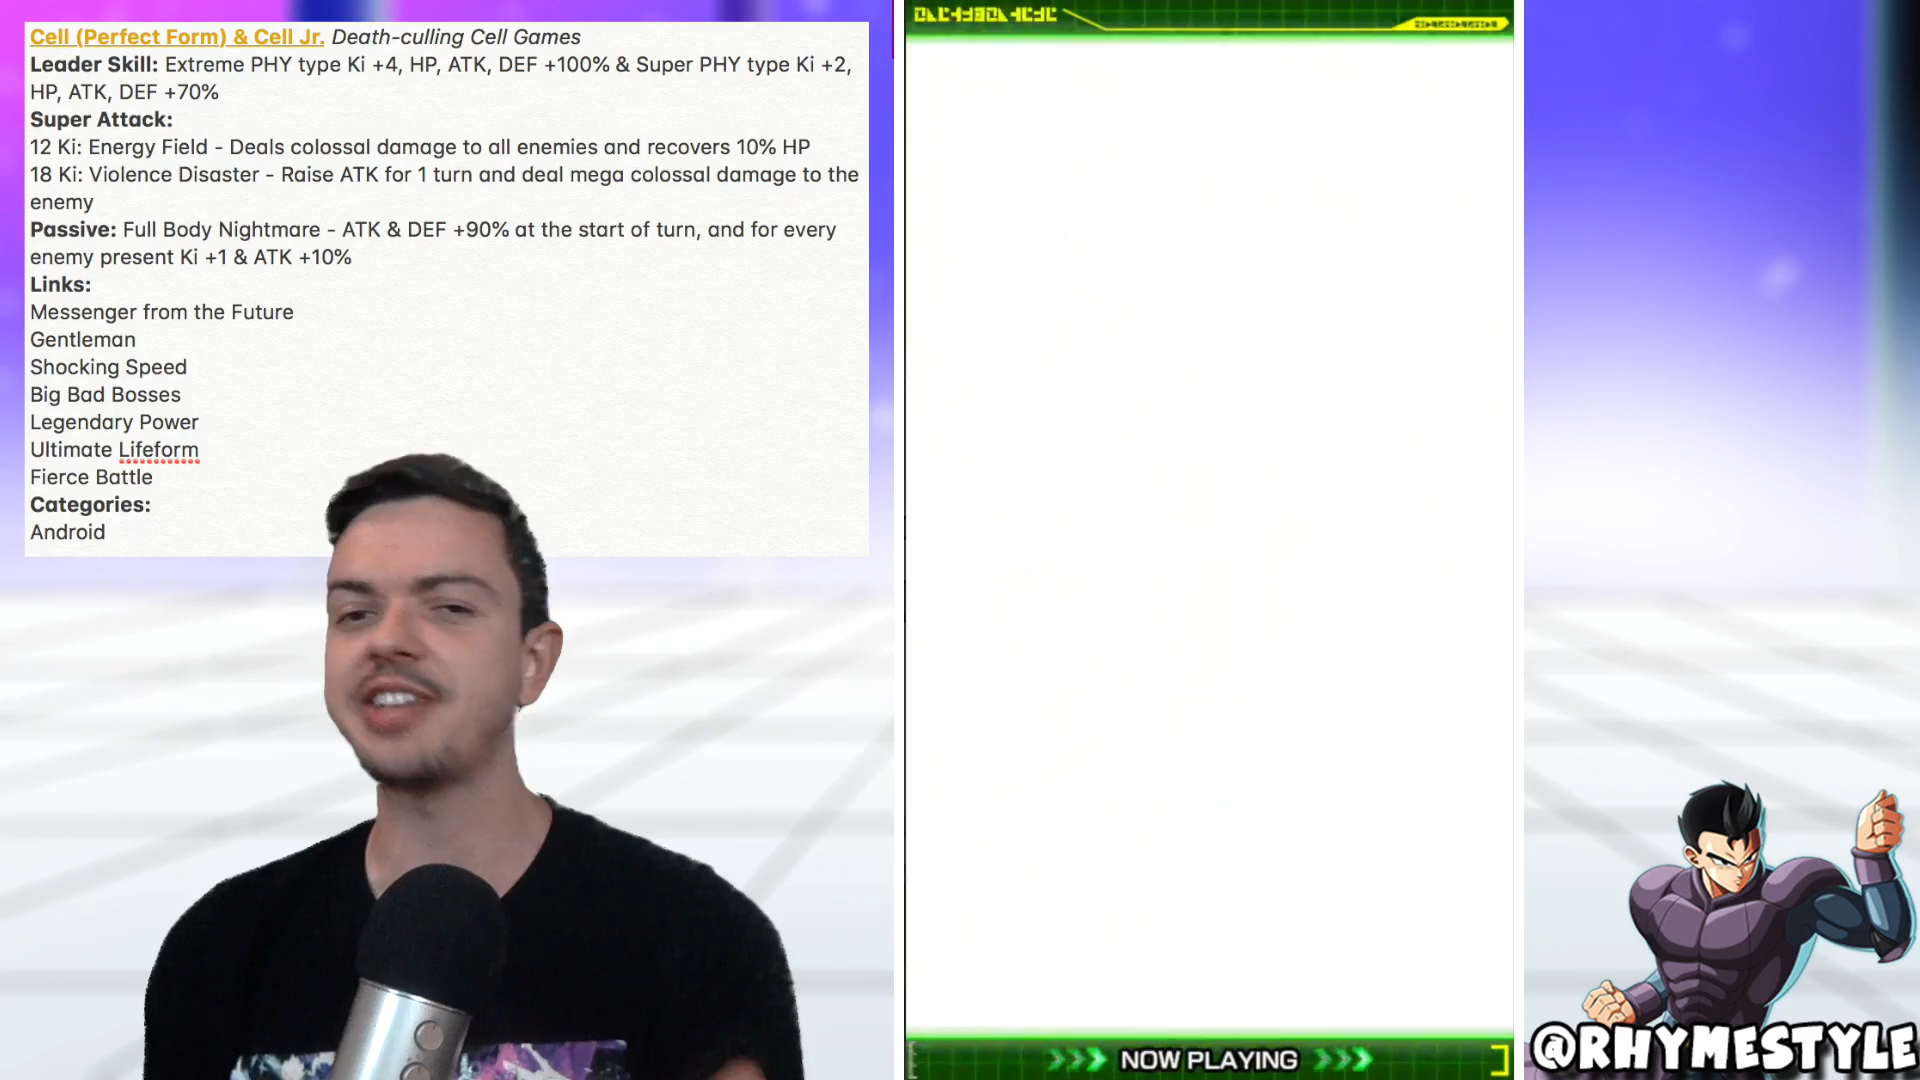 Cell (Perfect Form) & Cell Jr. Death-culling Cell Games
Leader Skill: Extreme PHY type Ki +4, HP, ATK, DEF +100% & Super PHY type Ki +2,
HP, ATK, DEF +70%
Super Attack:
12 Ki: Energy Field - Deals colossal damage to all enemies and recovers 10% HP
18 Ki: Violence Disaster - Raise ATK for 1 turn and deal mega colossal damage to the
enemy
Passive: Full Body Nightmare - ATK & DEF +90% at the start of turn, and for every
enemy present Ki +1 & ATK +10%
Links:
Messenger from the Future
Gentleman
Shocking Speed
Big Bad Bosses
Legendary Power
Ultimate Lifeform
Fierce Battle
Categories:
Android
NOW PLAYING
@RHYMESTYLE